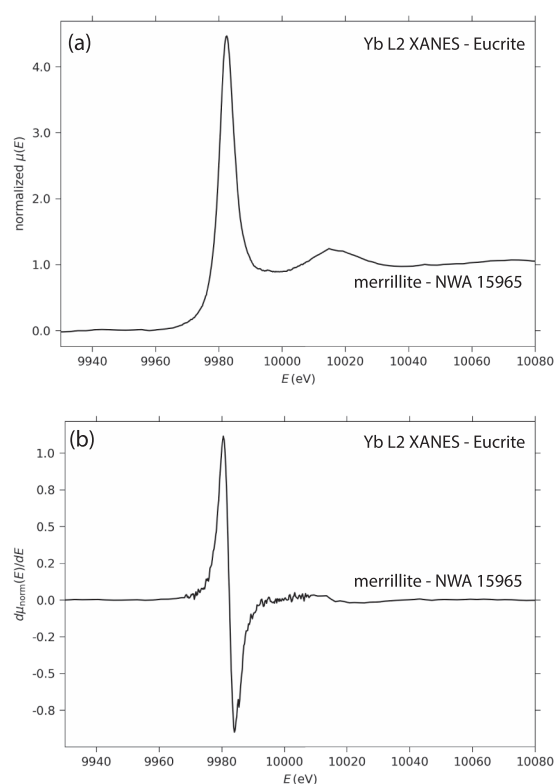 (a)
Yb L2 XANES - Eucrite
4.0
3.0
2.0
1.0
0.0
normalized μ(E)
merrillite - NWA 15965
9940 9960 9980 10000 10020 10040 10060 10080
E (eV)
(b)
Yb L2 XANES - Eucrite
1.0
0.8
0.5
0.2
0.0
-0.2
-0.5
-0.8
dμnorm(E)/dE
merrillite - NWA 15965
9940 9960 9980 10000 10020 10040 10060 10080
E (eV)